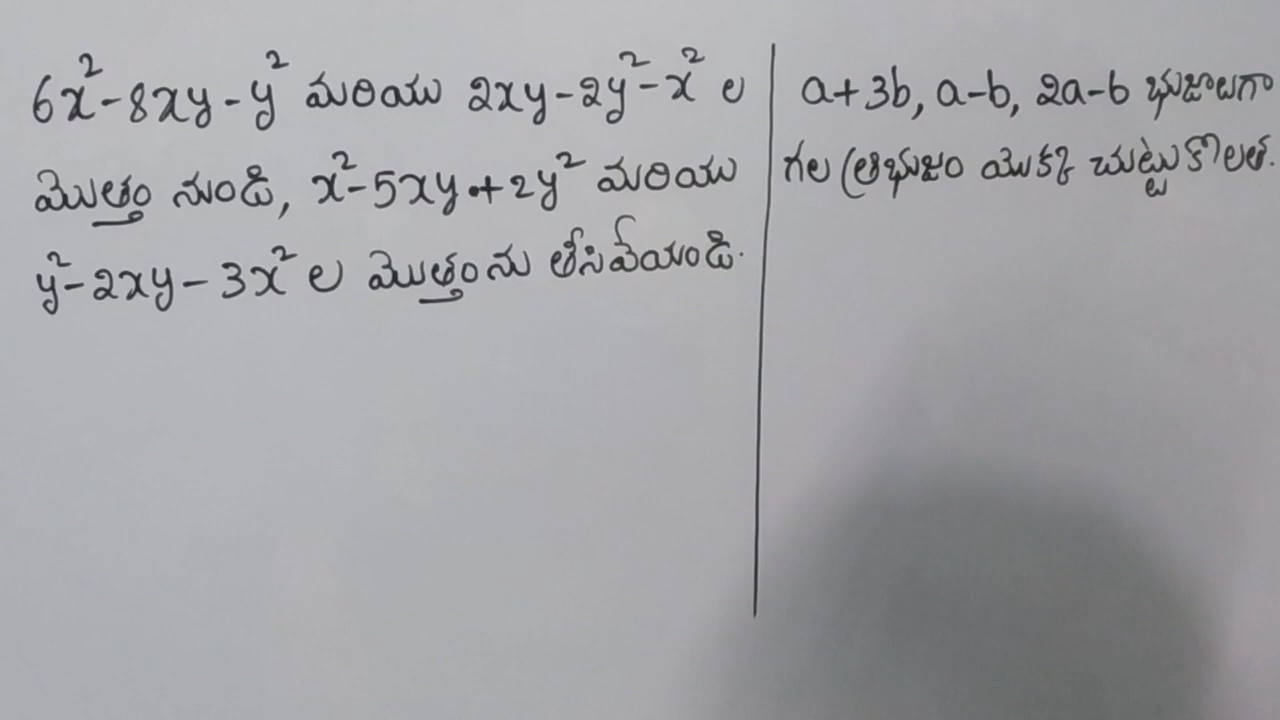 6x² - 8xy - y² మరియు 2xy - 2y² - x² ల
మొత్తం నుండి, x² - 5xy + 2y² మరియు
y² - 2xy - 3x² ల మొత్తంను తీసివేయండి.
a + 3b, a - b, 2a - b భుజాలుగా
గల త్రిభుజం యొక్క చుట్టుకొలత.